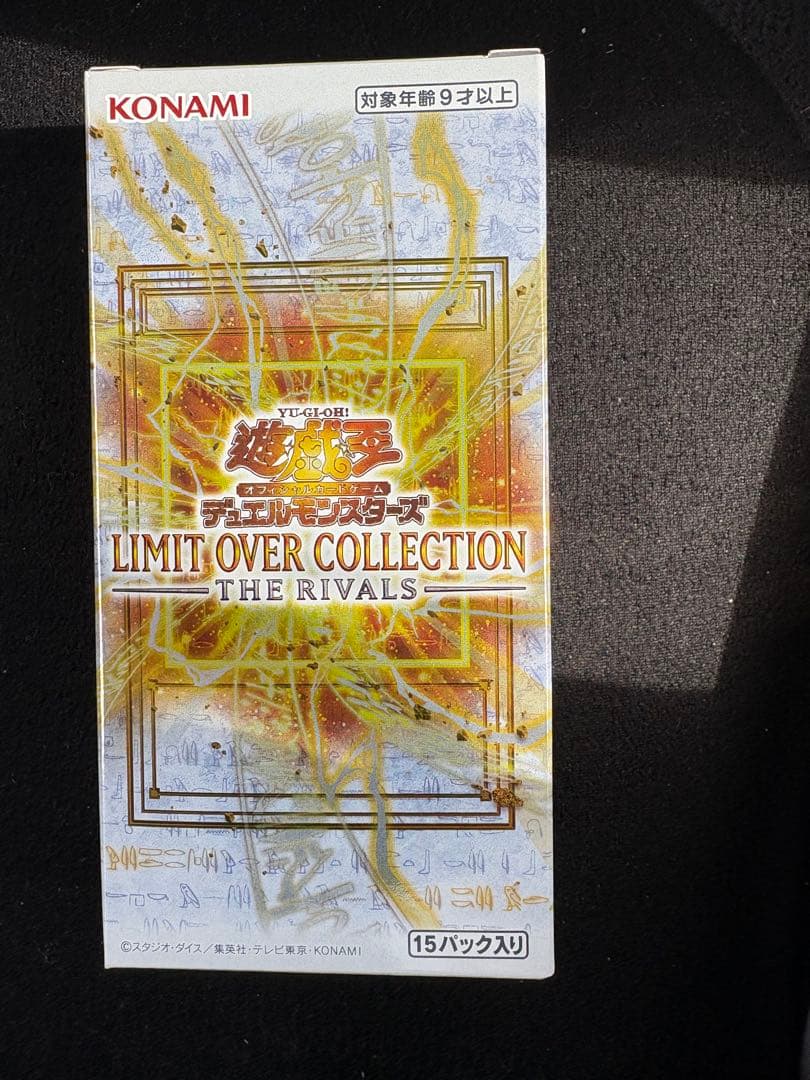 KONAMI
対象年齢9才以上
YU-GI-OH!
遊戯王
オフィシャルカードゲーム
デュエルモンスターズ
LIMIT OVER COLLECTION
THE RIVALS
©スタジオ・ダイス/集英社・テレビ東京・KONAMI
15パック入り